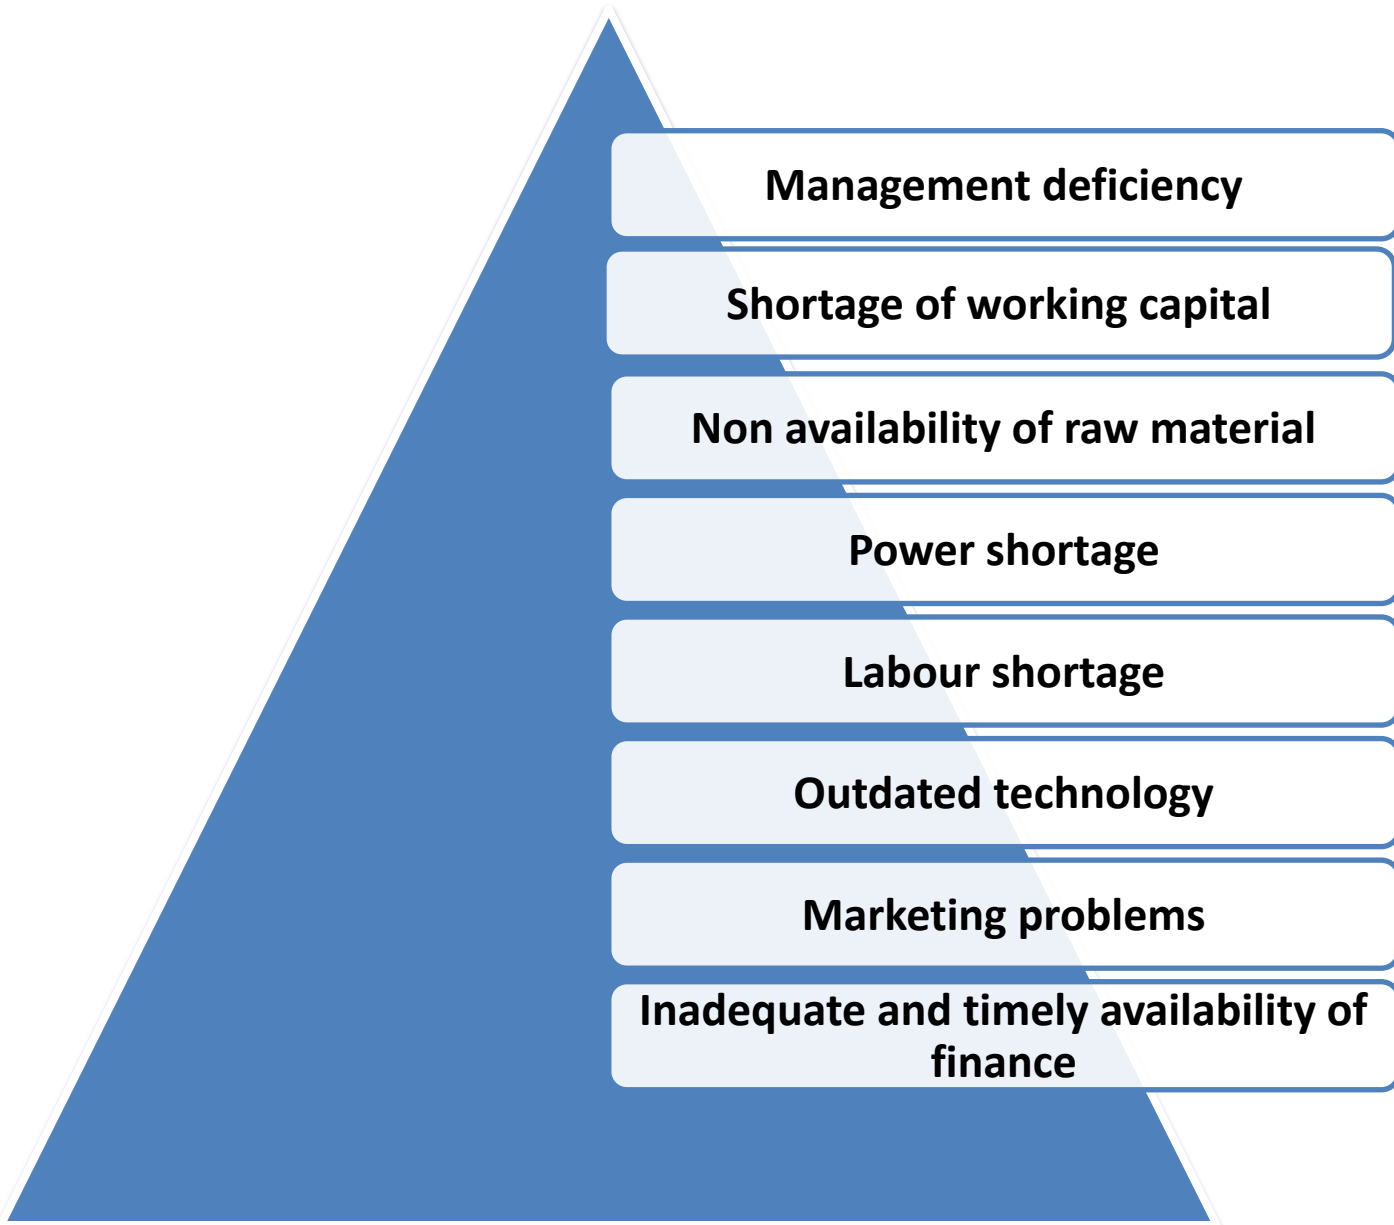 Management deficiency
Shortage of working capital
Non availability of raw material
Power shortage
Labour shortage
Outdated technology
Marketing problems
Inadequate and timely availability of
finance